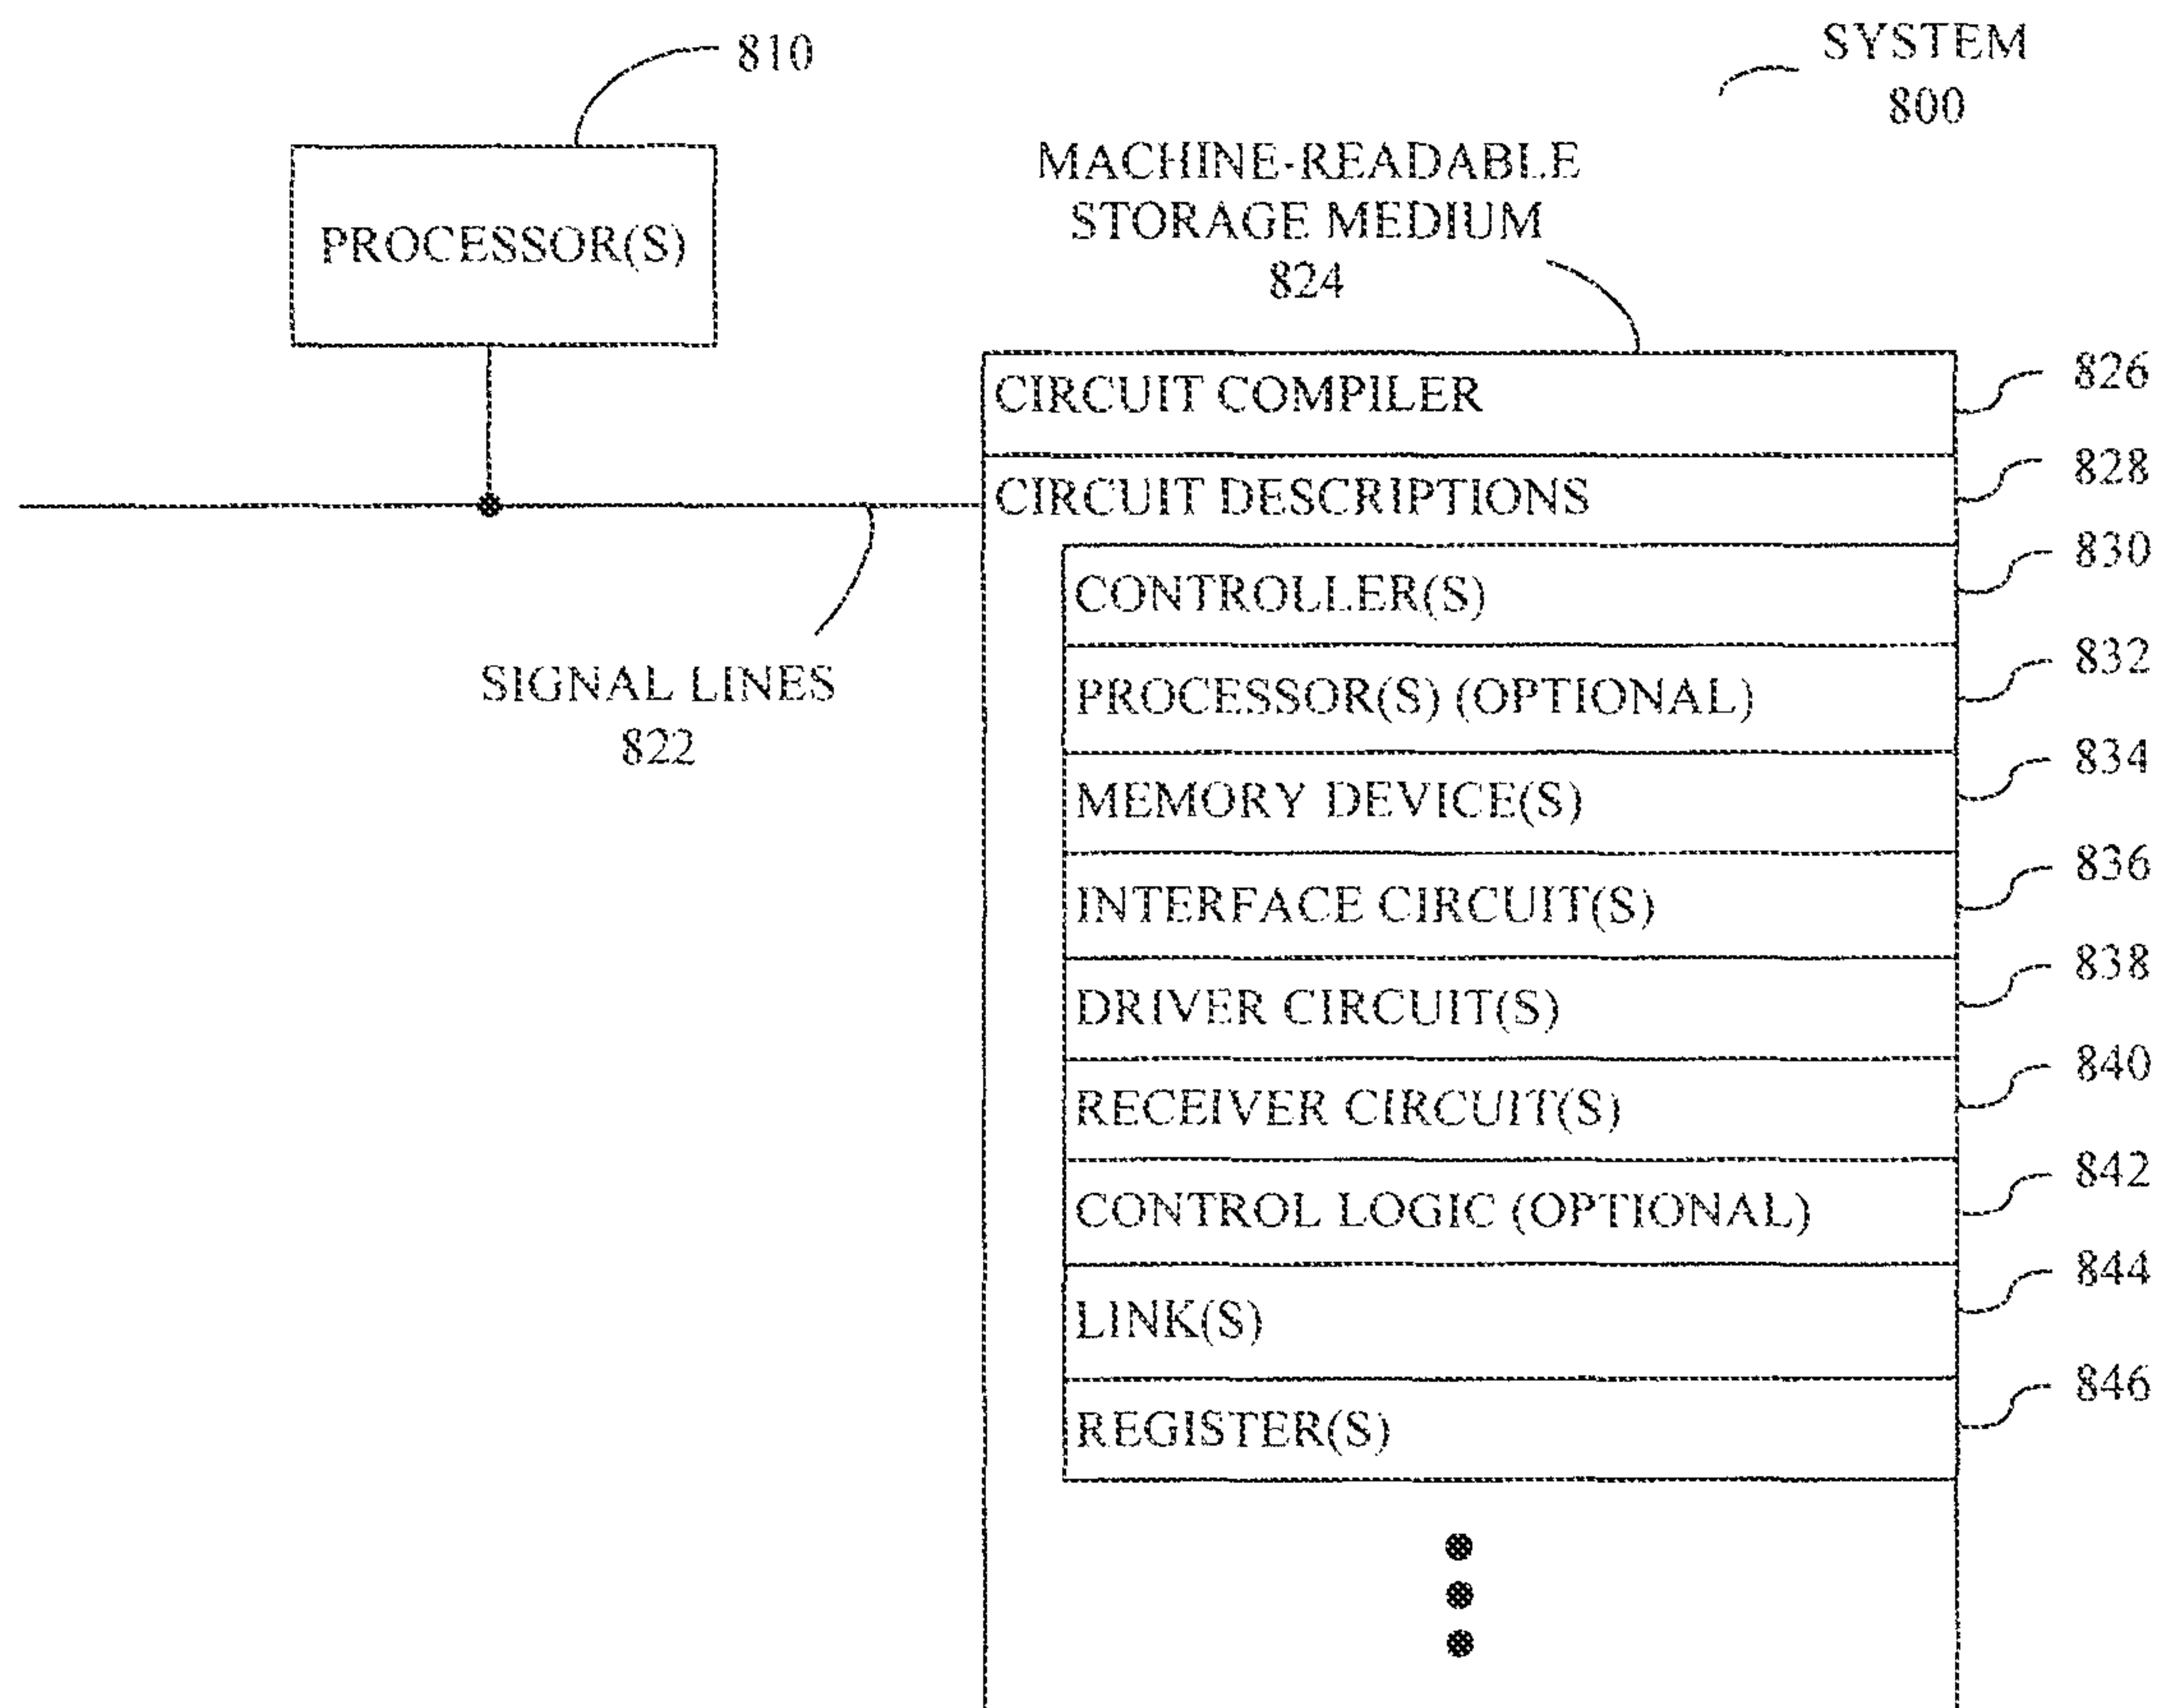 810
SYSTEM
800
PROCESSOR(S)
MACHINE-READABLE
STORAGE MEDIUM
824
CIRCUIT COMPILER
826
CIRCUIT DESCRIPTIONS
828
CONTROLLER(S)
830
PROCESSOR(S) (OPTIONAL)
832
SIGNAL LINES
822
MEMORY DEVICE(S)
834
INTERFACE CIRCUIT(S)
836
DRIVER CIRCUIT(S)
838
RECEIVER CIRCUIT(S)
840
CONTROL LOGIC (OPTIONAL)
842
LINK(S)
844
REGISTER(S)
846